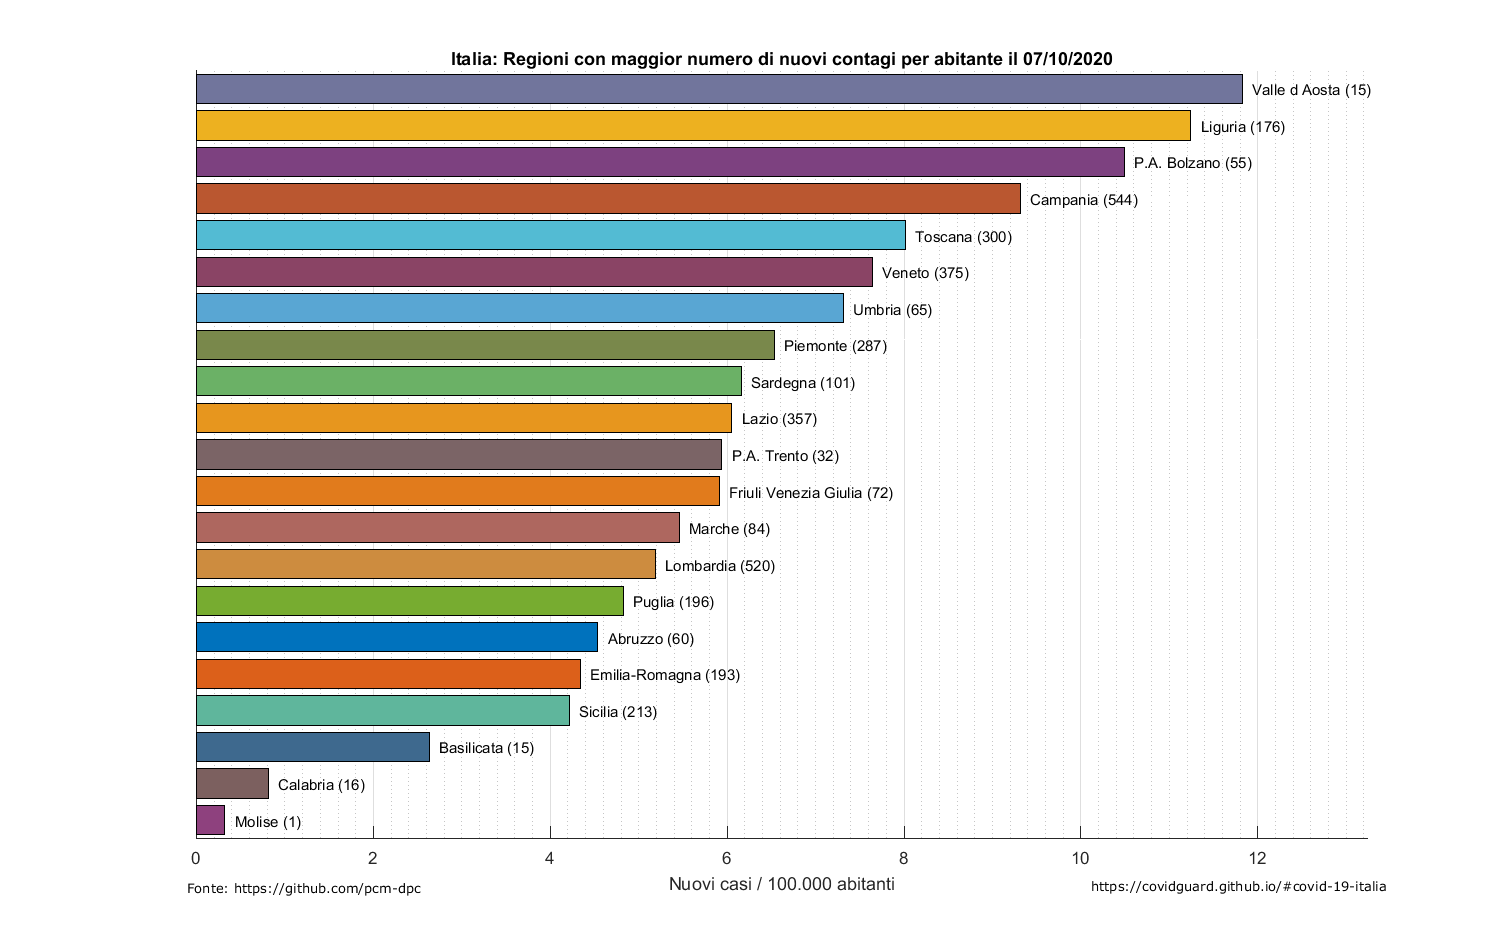 Italia: Regioni con maggior numero di nuovi contagi per abitante il 07/10/2020
Valle d Aosta (15)
Liguria (176)
P.A. Bolzano (55)
Campania (544)
Toscana (300)
Veneto (375)
Umbria (65)
Piemonte (287)
Sardegna (101)
Lazio (357)
P.A. Trento (32)
Friuli Venezia Giulia (72)
Marche (84)
Lombardia (520)
Puglia (196)
Abruzzo (60)
Emilia-Romagna (193)
Sicilia (213)
Basilicata (15)
Calabria (16)
Molise (1)
0 2 4 6 8 10 12
Nuovi casi / 100.000 abitanti
Fonte: https://github.com/pcm-dpc
https://covidguard.github.io/#covid-19-italia